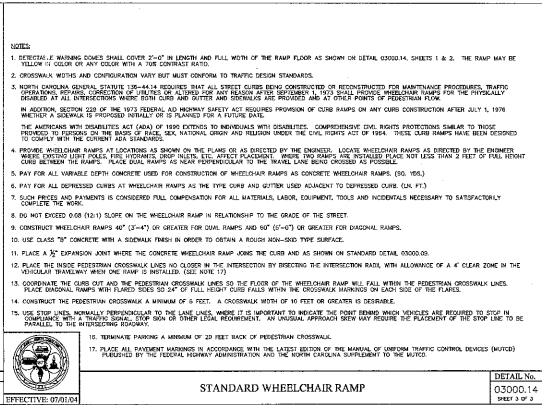 NOTES:
1. DETECTABLE WARNING DOMES SHALL COVER 2'-0" IN LENGTH AND FULL WIDTH OF THE RAMP FLOOR AS SHOWN ON DETAIL 03000.14, SHEETS 1 & 2. THE RAMP MAY BE
YELLOW IN COLOR OR ANY COLOR WITH A 70% CONTRAST RATIO.
2. CROSSWALK WIDTHS AND CONFIGURATION VARY BUT MUST CONFORM TO TRAFFIC DESIGN STANDARDS.
3. NORTH CAROLINA GENERAL STATUTE 136-44.14 REQUIRES THAT ALL STREET CURBS BEING CONSTRUCTED OR RECONSTRUCTED FOR MAINTENANCE PROCEDURES, TRAFFIC
OPERATIONS, REPAIRS, CORRECTION OF UTILITIES OR ALTERED FOR ANY REASON AFTER SEPTEMBER 1, 1973 SHALL PROVIDE WHEELCHAIR RAMPS FOR THE PHYSICALLY
DISABLED AT ALL INTERSECTIONS WHERE BOTH CURB AND GUTTER AND SIDEWALKS ARE PROVIDED AND AT OTHER POINTS OF PEDESTRIAN FLOW.
IN ADDITION, SECTION 228 OF THE 1973 FEDERAL AID HIGHWAY SAFETY ACT REQUIRES PROVISION OF CURB RAMPS ON ANY CURB CONSTRUCTION AFTER JULY 1, 1976
WHETHER A SIDEWALK IS PROPOSED INITIALLY OR IS PLANNED FOR A FUTURE DATE.
THE AMERICANS WITH DISABILITIES ACT (ADA) OF 1990 EXTENDS TO INDIVIDUALS WITH DISABILITIES. COMPREHENSIVE CIVIL RIGHTS PROTECTIONS SIMILAR TO THOSE
PROVIDED TO PERSONS ON THE BASIS OF RACE, SEX, NATIONAL ORIGIN AND RELIGION UNDER THE CIVIL RIGHTS ACT OF 1964. THESE CURB RAMPS HAVE BEEN DESIGNED
TO COMPLY WITH THE CURRENT ADA STANDARDS.
4. PROVIDE WHEELCHAIR RAMPS AT LOCATIONS AS SHOWN ON THE PLANS OR AS DIRECTED BY THE ENGINEER. LOCATE WHEELCHAIR RAMPS AS DIRECTED BY THE ENGINEER
WHERE EXISTING LIGHT POLES, FIRE HYDRANTS, DROP INLETS, ETC. AFFECT PLACEMENT. WHERE TWO RAMPS ARE INSTALLED PLACE NOT LESS THAN 2 FEET OF FULL HEIGHT
CURB BETWEEN THE RAMPS. PLACE DUAL RAMPS AS NEAR PERPENDICULAR TO THE TRAVEL LANE BEING CROSSED AS POSSIBLE.
5. PAY FOR ALL VARIABLE DEPTH CONCRETE USED FOR CONSTRUCTION OF WHEELCHAIR RAMPS AS CONCRETE WHEELCHAIR RAMPS. (SQ. YDS.)
6. PAY FOR ALL DEPRESSED CURBS AT WHEELCHAIR RAMPS AS THE TYPE CURB AND GUTTER USED ADJACENT TO DEPRESSED CURB. (LN. FT.)
7. SUCH PRICES AND PAYMENTS IS CONSIDERED FULL COMPENSATION FOR ALL MATERIALS, LABOR, EQUIPMENT, TOOLS AND INCIDENTALS NECESSARY TO SATISFACTORILY
COMPLETE THE WORK.
8. DO NOT EXCEED 0.08 (12:1) SLOPE ON THE WHEELCHAIR RAMP IN RELATIONSHIP TO THE GRADE OF THE STREET.
9. CONSTRUCT WHEELCHAIR RAMPS 40" (3'-4") OR GREATER FOR DUAL RAMPS AND 60" (5'-0") OR GREATER FOR DIAGONAL RAMPS.
10. USE CLASS "B" CONCRETE WITH A SIDEWALK FINISH IN ORDER TO OBTAIN A ROUGH NON-SKID TYPE SURFACE.
11. PLACE A ½" EXPANSION JOINT WHERE THE CONCRETE WHEELCHAIR RAMP JOINS THE CURB AND AS SHOWN ON STANDARD DETAIL 03000.09.
12. PLACE THE INSIDE PEDESTRIAN CROSSWALK LINES NO CLOSER IN THE INTERSECTION BY BISECTING THE INTERSECTION RADII, WITH ALLOWANCE OF A 4' CLEAR ZONE IN THE
VEHICULAR TRAVELWAY WHEN ONE RAMP IS INSTALLED. (SEE NOTE 17)
13. COORDINATE THE CURB CUT AND THE PEDESTRIAN CROSSWALK LINES SO THE FLOOR OF THE WHEELCHAIR RAMP WILL FALL WITHIN THE PEDESTRIAN CROSSWALK LINES.
PLACE DIAGONAL RAMPS WITH FLARED SIDES SO 24" OF FULL HEIGHT CURB FALLS WITHIN THE CROSSWALK MARKINGS ON EACH SIDE OF THE FLARES.
14. CONSTRUCT THE PEDESTRIAN CROSSWALK A MINIMUM OF 6 FEET. A CROSSWALK WIDTH OF 10 FEET OR GREATER IS DESIRABLE.
15. USE STOP LINES, NORMALLY PERPENDICULAR TO THE LANE LINES, WHERE IT IS IMPORTANT TO INDICATE THE POINT BEHIND WHICH VEHICLES ARE REQUIRED TO STOP IN
COMPLIANCE WITH A TRAFFIC SIGNAL, STOP SIGN OR OTHER LEGAL REQUIREMENT. AN UNUSUAL APPROACH SKEW MAY REQUIRE THE PLACEMENT OF THE STOP LINE TO BE
PARALLEL TO THE INTERSECTING ROADWAY.
16. TERMINATE PARKING A MINIMUM OF 20 FEET BACK OF PEDESTRIAN CROSSWALK.
17. PLACE ALL PAVEMENT MARKINGS IN ACCORDANCE WITH THE LATEST EDITION OF THE MANUAL OF UNIFORM TRAFFIC CONTROL DEVICES (MUTCD)
PUBLISHED BY THE FEDERAL HIGHWAY ADMINISTRATION AND THE NORTH CAROLINA SUPPLEMENT TO THE MUTCD.
EFFECTIVE: 07/01/04
STANDARD WHEELCHAIR RAMP
DETAIL No.
03000.14
SHEET 3 OF 3